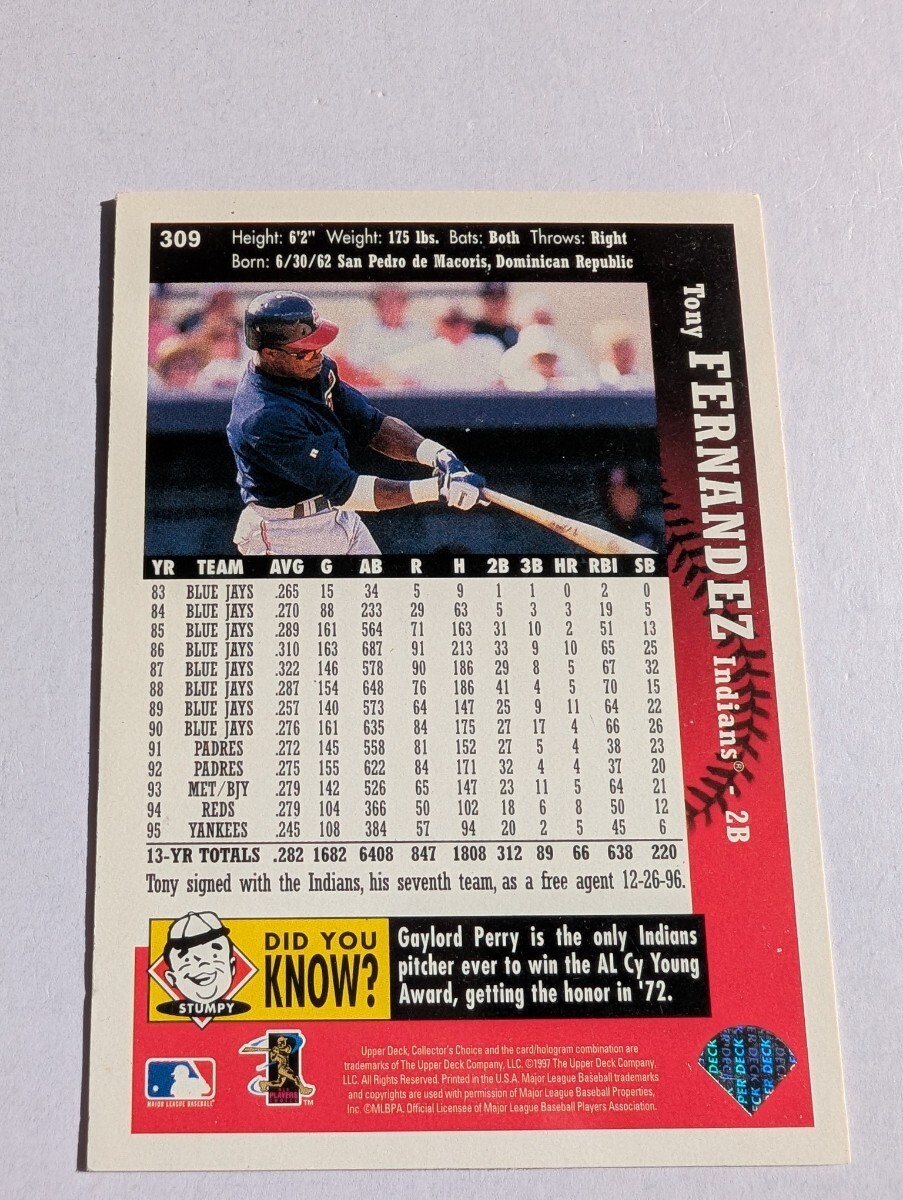 309
Height: 6'2" Weight: 175 lbs. Bats: Both Throws: Right
Born: 6/30/62 San Pedro de Macoris, Dominican Republic
Tony FERNANDEZ Indians® - 2B
YR TEAM AVG G AB R H 2B 3B HR RBI SB
83 BLUE JAYS .265 15 34 5 9 1 1 0 2 0
84 BLUE JAYS .270 88 233 29 63 5 3 3 19 5
85 BLUE JAYS .289 161 564 71 163 31 10 2 51 13
86 BLUE JAYS .310 163 687 91 213 33 9 10 65 25
87 BLUE JAYS .322 146 578 90 186 29 8 5 67 32
88 BLUE JAYS .287 154 648 76 186 41 4 5 70 15
89 BLUE JAYS .257 140 573 64 147 25 9 11 64 22
90 BLUE JAYS .276 161 635 84 175 27 17 4 66 26
91 PADRES .272 145 558 81 152 27 5 4 38 23
92 PADRES .275 155 622 84 171 32 4 4 37 20
93 MET/BJY .279 142 526 65 147 23 11 5 64 21
94 REDS .279 104 366 50 102 18 6 8 50 12
95 YANKEES .245 108 384 57 94 20 2 5 45 6
13-YR TOTALS .282 1682 6408 847 1808 312 89 66 638 220
Tony signed with the Indians, his seventh team, as a free agent 12-26-96.
STUMPY
DID YOU
KNOW?
Gaylord Perry is the only Indians
pitcher ever to win the AL Cy Young
Award, getting the honor in '72.
MAJOR LEAGUE BASEBALL
PLAYERS
TM
Upper Deck, Collector's Choice and the card/hologram combination are
trademarks of The Upper Deck Company, LLC. ©1997 The Upper Deck Company,
LLC. All Rights Reserved. Printed in the U.S.A. Major League Baseball trademarks
and copyrights are used with permission of Major League Baseball Properties,
Inc. ©MLBPA. Official Licensee of Major League Baseball Players Association.
DECK
PER DECK